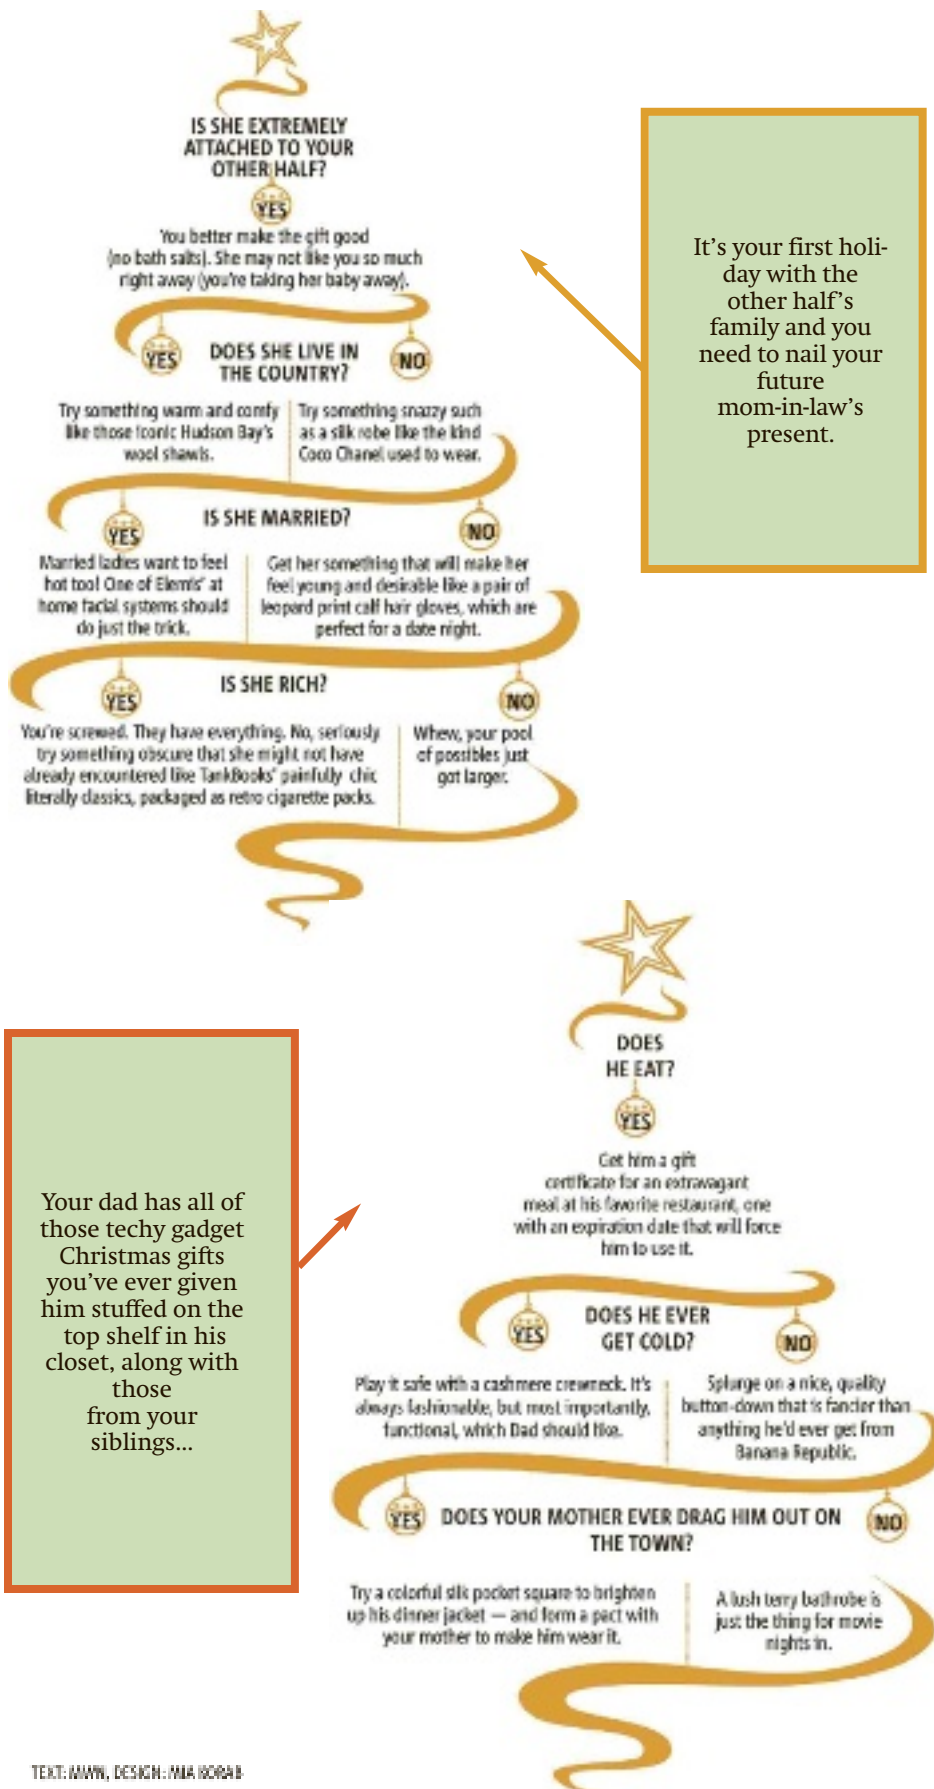 IS SHE EXTREMELY
ATTACHED TO YOUR
OTHER HALF?
YES
You better make the gift good
(no bath salts). She may not like you so much
right away (you're taking her baby away).
It's your first holi-
day with the
other half's
family and you
need to nail your
future
mom-in-law's
present.
YES
DOES SHE LIVE IN
THE COUNTRY?
NO
Try something warm and comfy
like those iconic Hudson Bay's
wool shawls.
Try something snazzy such
as a silk robe like the kind
Coco Chanel used to wear.
YES
IS SHE MARRIED?
NO
Married ladies want to feel
hot too! One of Elemis' at
home facial systems should
do just the trick.
Get her something that will make her
feel young and desirable like a pair of
leopard print calf hair gloves, which are
perfect for a date night.
YES
IS SHE RICH?
NO
You're screwed. They have everything. No, seriously
try something obscure that she might not have
already encountered like TankBooks' painfully chic
literally classics, packaged as retro cigarette packs.
Whew, your pool
of possibles just
got larger.
DOES
HE EAT?
YES
Get him a gift
certificate for an extravagant
meal at his favorite restaurant, one
with an expiration date that will force
him to use it.
Your dad has all of
those techy gadget
Christmas gifts
you've ever given
him stuffed on the
top shelf in his
closet, along with
those
from your
siblings...
YES
DOES HE EVER
GET COLD?
NO
Play it safe with a cashmere crewneck. It's
always fashionable, but most importantly,
functional, which Dad should like.
Splurge on a nice, quality
button-down that is fancier than
anything he'd ever get from
Banana Republic.
YES
DOES YOUR MOTHER EVER DRAG HIM OUT ON
THE TOWN?
NO
Try a colorful silk pocket square to brighten
up his dinner jacket — and form a pact with
your mother to make him wear it.
A lush terry bathrobe is
just the thing for movie
nights in.
TEXT: MWN, DESIGN: MIA KORAB